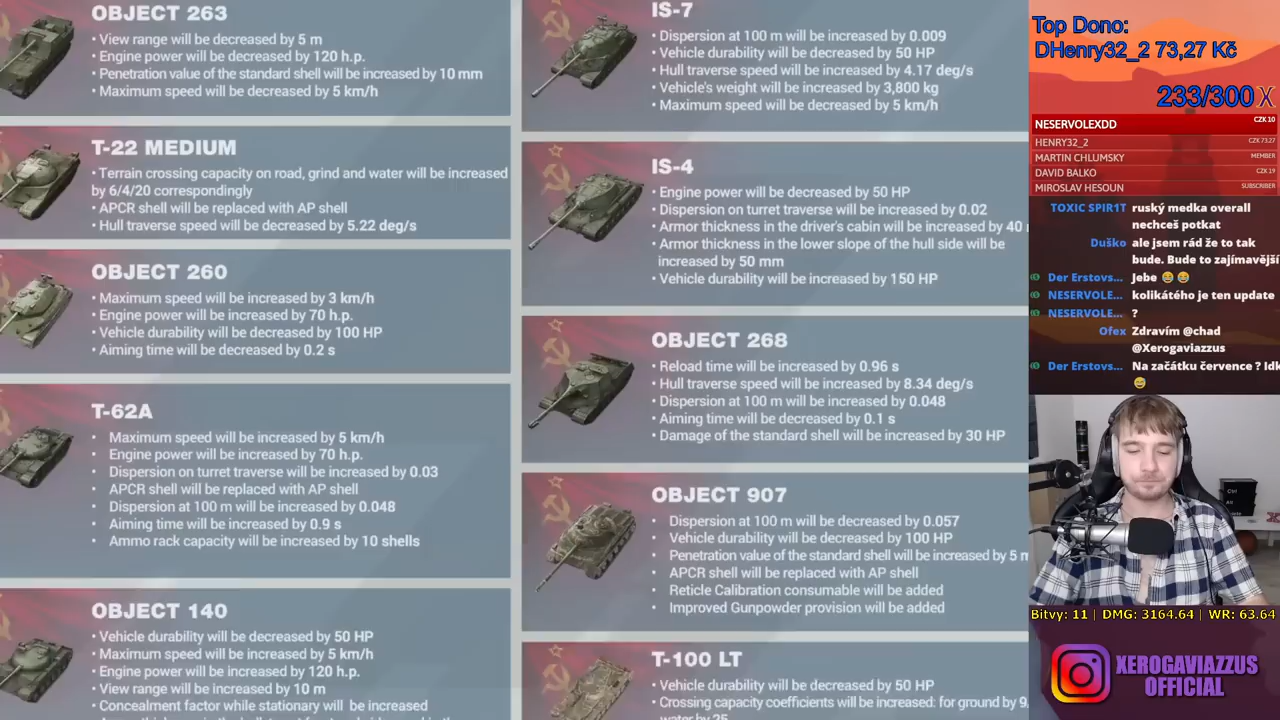 OBJECT 263
• View range will be decreased by 5 m
• Engine power will be decreased by 120 h.p.
• Penetration value of the standard shell will be increased by 10 mm
• Maximum speed will be decreased by 5 km/h
T-22 MEDIUM
• Terrain crossing capacity on road, grind and water will be increased
by 6/4/20 correspondingly
• APCR shell will be replaced with AP shell
• Hull traverse speed will be decreased by 5.22 deg/s
OBJECT 260
• Maximum speed will be increased by 3 km/h
• Engine power will be increased by 70 h.p.
• Vehicle durability will be decreased by 100 HP
• Aiming time will be decreased by 0.2 s
T-62A
• Maximum speed will be increased by 5 km/h
• Engine power will be increased by 70 h.p.
• Dispersion on turret traverse will be increased by 0.03
• APCR shell will be replaced with AP shell
• Dispersion at 100 m will be increased by 0.048
• Aiming time will be increased by 0.9 s
• Ammo rack capacity will be increased by 10 shells
OBJECT 140
• Vehicle durability will be decreased by 50 HP
• Maximum speed will be decreased by 5 km/h
• Engine power will be increased by 120 h.p.
• View range will be increased by 10 m
• Concealment factor while stationary will be increased
IS-7
• Dispersion at 100 m will be increased by 0.009
• Vehicle durability will be decreased by 50 HP
• Hull traverse speed will be increased by 4.17 deg/s
• Vehicle's weight will be increased by 3,800 kg
• Maximum speed will be decreased by 5 km/h
IS-4
• Engine power will be decreased by 50 HP
• Dispersion on turret traverse will be increased by 0.02
• Armor thickness in the driver's cabin will be increased by 40
• Armor thickness in the lower slope of the hull side will be
increased by 50 mm
• Vehicle durability will be increased by 150 HP
OBJECT 268
• Reload time will be increased by 0.96 s
• Hull traverse speed will be increased by 8.34 deg/s
• Dispersion at 100 m will be increased by 0.048
• Aiming time will be decreased by 0.1 s
• Damage of the standard shell will be increased by 30 HP
OBJECT 907
• Dispersion at 100 m will be decreased by 0.057
• Vehicle durability will be decreased by 100 HP
• Penetration value of the standard shell will be increased by 5 m
• APCR shell will be replaced with AP shell
• Reticle Calibration consumable will be added
• Improved Gunpowder provision will be added
T-100 LT
• Vehicle durability will be decreased by 50 HP
• Crossing capacity coefficients will be increased: for ground by 9,
water by 25
Top Dono:
DHenry32_2 73,27 Kč
233/300 X
NESERVOLEXDD CZK 10
HENRY32_2 CZK 73.27
MARTIN CHLUMSKY MEMBER
DAVID BALKO CZK 19
MIROSLAV HESOUN SUBSCRIBER
TOXIC SPIR1T ruský medka overall
nechceš potkat
Duško ale jsem rád že to tak
bude. Bude to zajímavější
Der Erstovs... Jebe 😂 😂
NESERVOLE... kolikátého je ten update
NESERVOLE... ?
Ofex Zdravím @chad
@Xerogaviazzus
Der Erstovs... Na začátku července ? Idk
😅
Ctrl
Alt
Bitvy: 11 | DMG: 3164.64 | WR: 63.64
XEROGAVIAZZUS
OFFICIAL